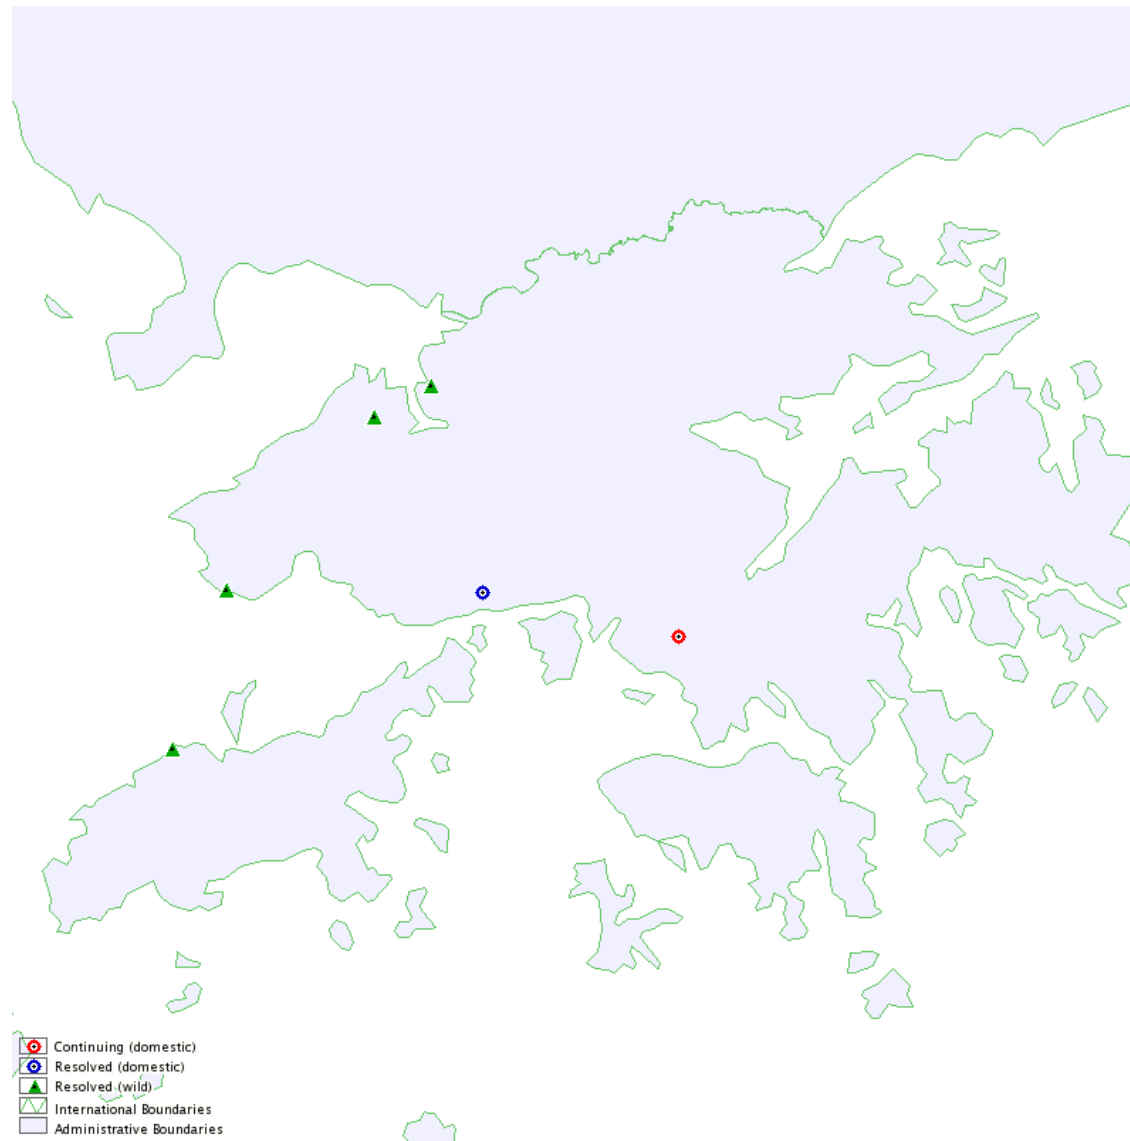 Continuing (domestic)
Resolved (domestic)
Resolved (wild)
International Boundaries
Administrative Boundaries